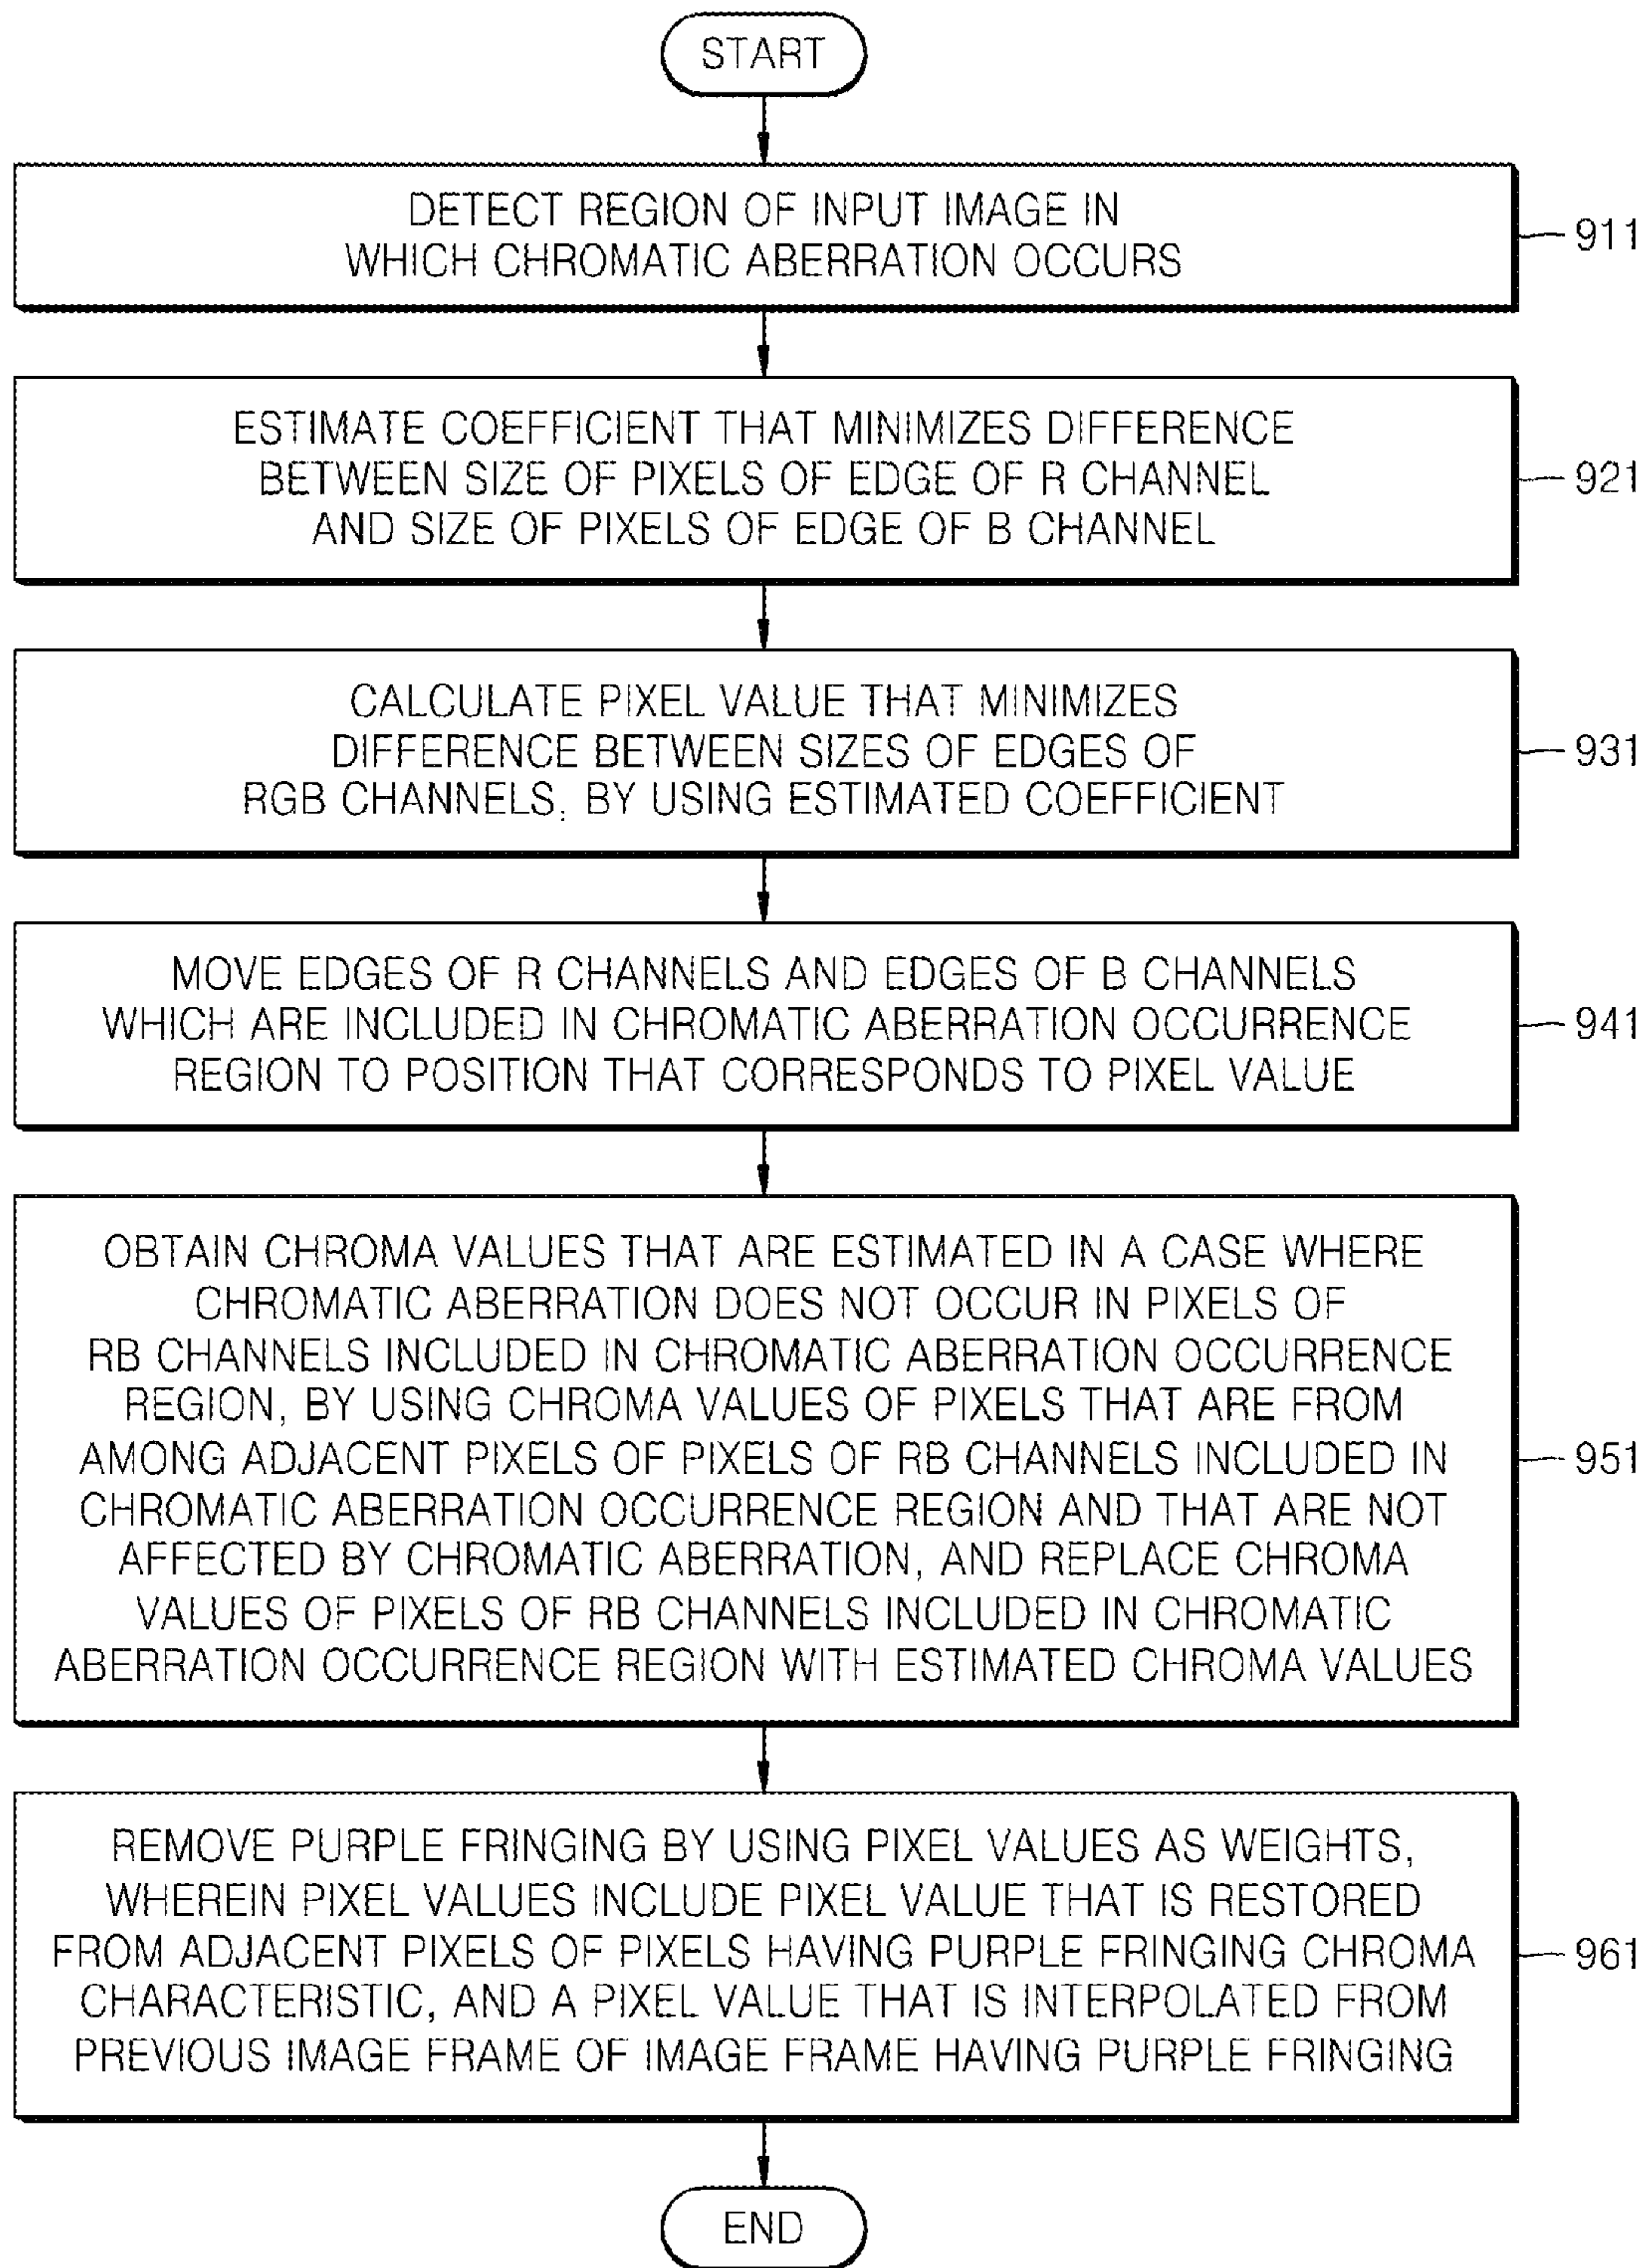 START
DETECT REGION OF INPUT IMAGE IN
WHICH CHROMATIC ABERRATION OCCURS
911
ESTIMATE COEFFICIENT THAT MINIMIZES DIFFERENCE
BETWEEN SIZE OF PIXELS OF EDGE OF R CHANNEL
AND SIZE OF PIXELS OF EDGE OF B CHANNEL
921
CALCULATE PIXEL VALUE THAT MINIMIZES
DIFFERENCE BETWEEN SIZES OF EDGES OF
RGB CHANNELS, BY USING ESTIMATED COEFFICIENT
931
MOVE EDGES OF R CHANNELS AND EDGES OF B CHANNELS
WHICH ARE INCLUDED IN CHROMATIC ABERRATION OCCURRENCE
REGION TO POSITION THAT CORRESPONDS TO PIXEL VALUE
941
OBTAIN CHROMA VALUES THAT ARE ESTIMATED IN A CASE WHERE
CHROMATIC ABERRATION DOES NOT OCCUR IN PIXELS OF
RB CHANNELS INCLUDED IN CHROMATIC ABERRATION OCCURRENCE
REGION, BY USING CHROMA VALUES OF PIXELS THAT ARE FROM
AMONG ADJACENT PIXELS OF PIXELS OF RB CHANNELS INCLUDED IN
CHROMATIC ABERRATION OCCURRENCE REGION AND THAT ARE NOT
AFFECTED BY CHROMATIC ABERRATION, AND REPLACE CHROMA
VALUES OF PIXELS OF RB CHANNELS INCLUDED IN CHROMATIC
ABERRATION OCCURRENCE REGION WITH ESTIMATED CHROMA VALUES
951
REMOVE PURPLE FRINGING BY USING PIXEL VALUES AS WEIGHTS,
WHEREIN PIXEL VALUES INCLUDE PIXEL VALUE THAT IS RESTORED
FROM ADJACENT PIXELS OF PIXELS HAVING PURPLE FRINGING CHROMA
CHARACTERISTIC, AND A PIXEL VALUE THAT IS INTERPOLATED FROM
PREVIOUS IMAGE FRAME OF IMAGE FRAME HAVING PURPLE FRINGING
961
END